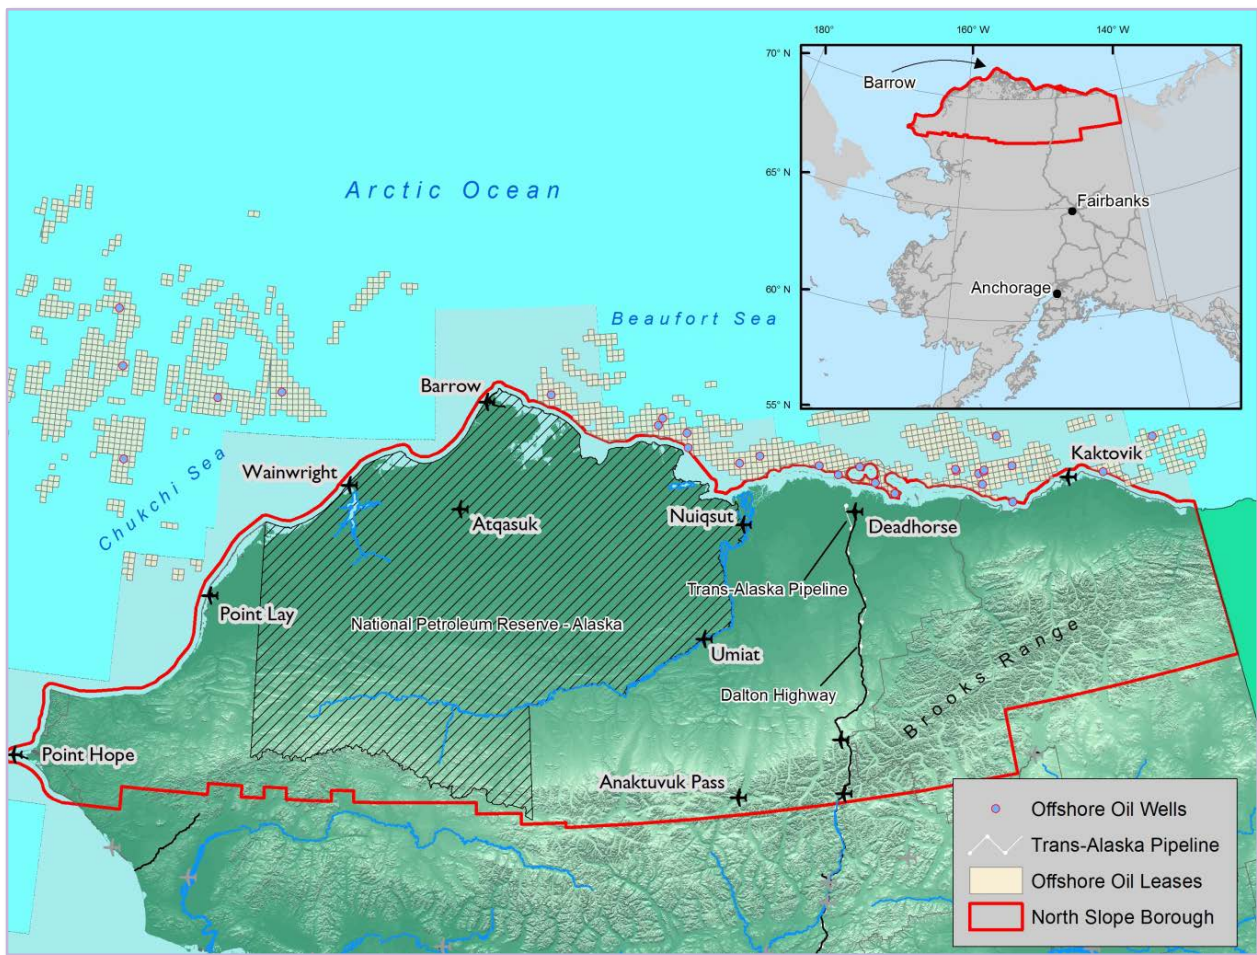 180°
160° W
140° W
70° N
Barrow
65° N
Fairbanks
60° N
Anchorage
55° N
Arctic Ocean
Beaufort Sea
Chukchi Sea
Barrow
Wainwright
Kaktovik
Atqasuk
Nuiqsut
Deadhorse
Trans-Alaska Pipeline
Point Lay
National Petroleum Reserve - Alaska
Umiat
Brooks Range
Dalton Highway
Point Hope
Anaktuvuk Pass
Offshore Oil Wells
Trans-Alaska Pipeline
Offshore Oil Leases
North Slope Borough